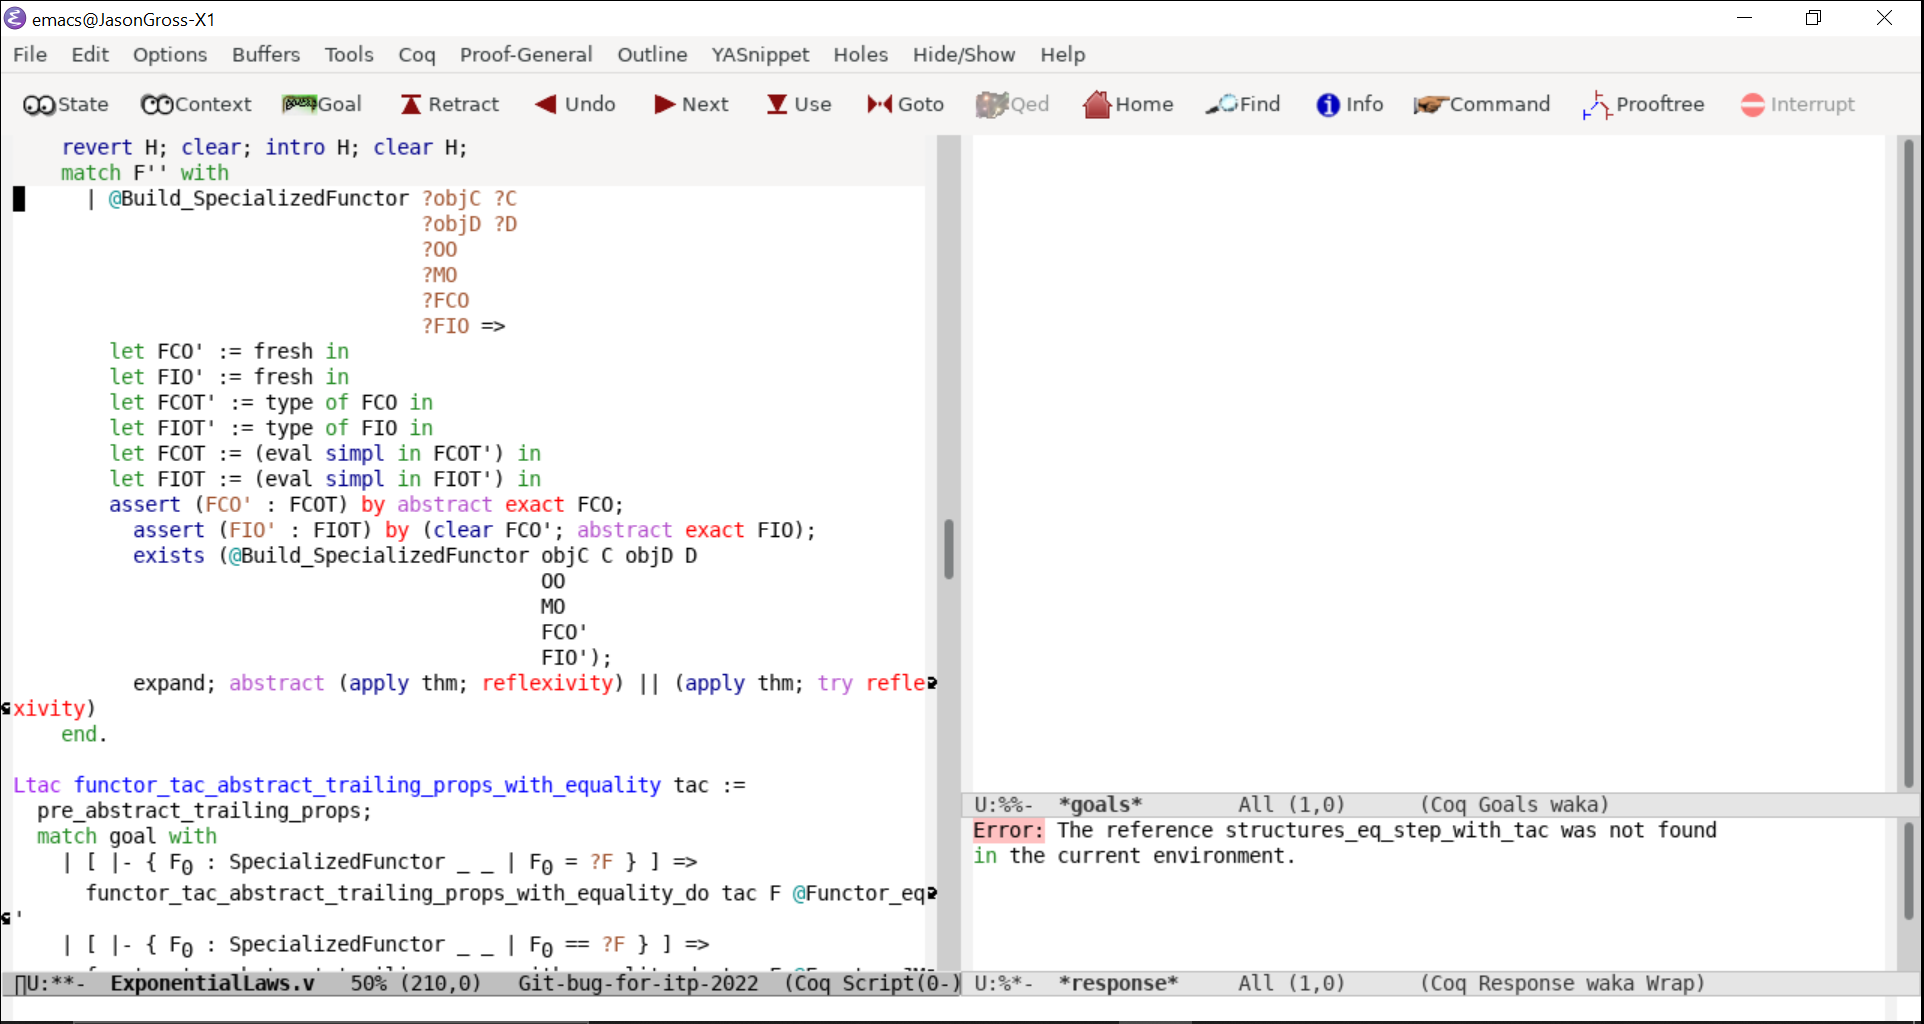 emacs@JasonGross-X1
File Edit Options Buffers Tools Coq Proof-General Outline YASnippet Holes Hide/Show Help
State Context Goal Retract Undo Next Use Goto Qed Home Find Info Command Prooftree Interrupt
revert H; clear; intro H; clear H;
match F'' with
| @Build_SpecializedFunctor ?objC ?C
?objD ?D
?OO
?MO
?FCO
?FIO =>
let FCO' := fresh in
let FIO' := fresh in
let FCOT' := type of FCO in
let FIOT' := type of FIO in
let FCOT := (eval simpl in FCOT') in
let FIOT := (eval simpl in FIOT') in
assert (FCO' : FCOT) by abstract exact FCO;
assert (FIO' : FIOT) by (clear FCO'; abstract exact FIO);
exists (@Build_SpecializedFunctor objC C objD D
OO
MO
FCO'
FIO');
expand; abstract (apply thm; reflexivity) || (apply thm; try refle
xivity)
end.
Ltac functor_tac_abstract_trailing_props_with_equality tac :=
pre_abstract_trailing_props;
match goal with
| [ |- { F₀ : SpecializedFunctor _ _ | F₀ = ?F } ] =>
functor_tac_abstract_trailing_props_with_equality_do tac F @Functor_eq
'
| [ |- { F₀ : SpecializedFunctor _ _ | F₀ == ?F } ] =>
U:**- ExponentialLaws.v 50% (210,0) Git-bug-for-itp-2022 (Coq Script(0-)
U:%%- *goals* All (1,0) (Coq Goals waka)
Error: The reference structures_eq_step_with_tac was not found
in the current environment.
U:%*- *response* All (1,0) (Coq Response waka Wrap)